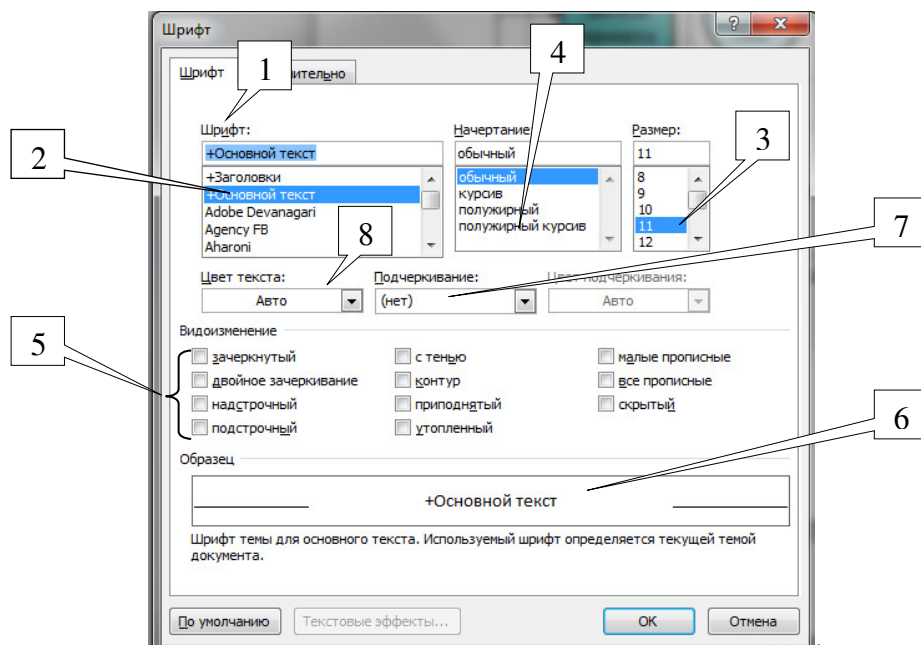 Шрифт
?
x
Шрифт
1
4
Шрифт:
Начертание
Размер:
2
3
+Основной текст
обычный
11
+Заголовки
+Основной текст
Adobe Devanagari
Agency FB
Aharoni
обычный
курсив
полужирный
полужирный курсив
8
9
10
11
12
8
7
Цвет текста:
Подчеркивание:
Цвет подчеркивания:
Авто
(нет)
Авто
5
Видоизменение
зачеркнутый
с тенью
малые прописные
двойное зачеркивание
контур
все прописные
надстрочный
приподнятый
скрытый
подстрочный
утопленный
6
Образец
+Основной текст
Шрифт темы для основного текста. Используемый шрифт определяется текущей темой
документа.
По умолчанию
Текстовые эффекты...
ОК
Отмена